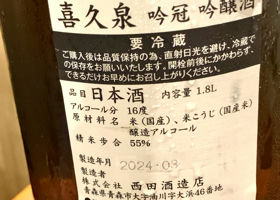 喜久泉 吟冠 吟醸酒
要冷蔵
ご購入後は品質保持の為、直射日光を避け、冷蔵で
の保存をお願いいたします。開栓前後にかかわらず、
できるだけお早めにお召し上がりください。
品目 日本酒 内容量 1.8L
アルコール分 16度
原材料名 米(国産)、米こうじ(国産米)
醸造アルコール
精米歩合 55%
製造年月 2024.03
製造者
株式会社 西田酒造店
青森県青森市大字油川字大浜46番地